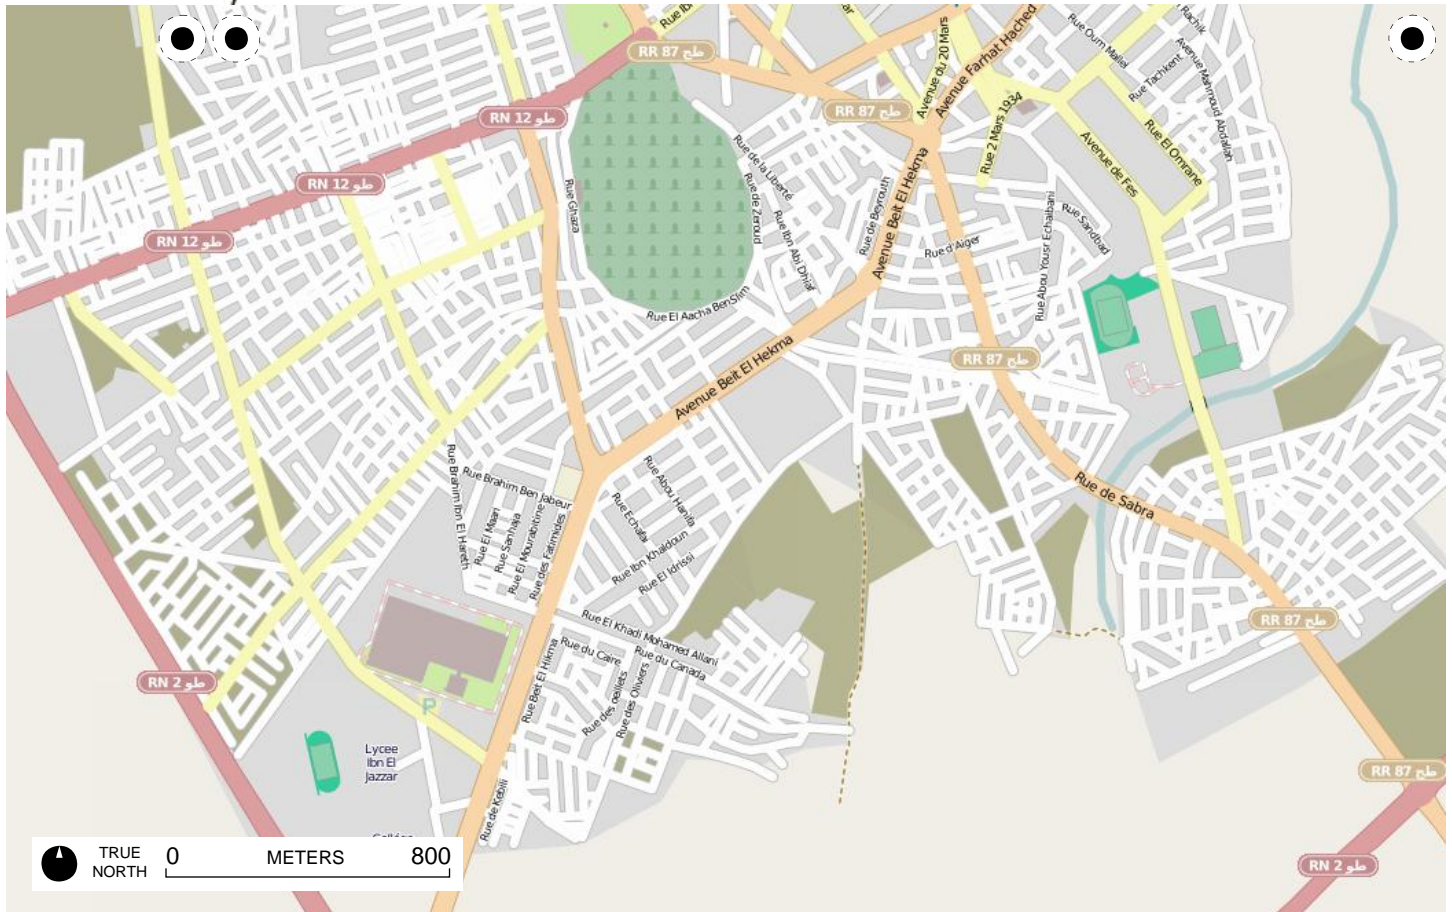 Rue Ib
ar
Avenue du 20 Mars
Avenue Farhat Hached
Rue Oum Mallel
Rachik
Rue Tachkent
Avenue Mahmoud Abdallah
RR 87 طج
RN 12 طو
RR 87 طج
Rue 2 Mars 1934
Avenue de Fes
Rue El Omrane
Rue de la Liberté
Rue de Zeroud
Rue Ghaza
RN 12 طو
Rue de Beyrouth
Avenue Beit El Hekma
Rue Abou Yousr Echaibani
Rue Sandbad
Rue d'Alger
Rue Ibn Abi Dhiaf
RN 12 طو
Rue El Aacha Ben Slim
Avenue Beit El Hekma
RR 87 طج
Rue Brahim Ibn El Hareth
Rue Brahim Ben Jabeur
Rue Abou Hanifa
Rue Echafai
Rue de Sabra
Rue El Maari
Rue Sanhaja
Rue El Mourabitine
Rue des Fatimides
Rue Ibn Khaldoun
Rue El Idrissi
Rue El Khadi Mohamed Allani
RR 87 طج
Rue du Caire
Rue du Canada
Rue Beit El Hikma
Rue des oeillets
Rue des Oliviers
RN 2 طو
P
Lycee
Ibn El
Jazzar
RR 87 طج
Rue de Kebili
TRUE
NORTH
0 METERS 800
RN 2 طو